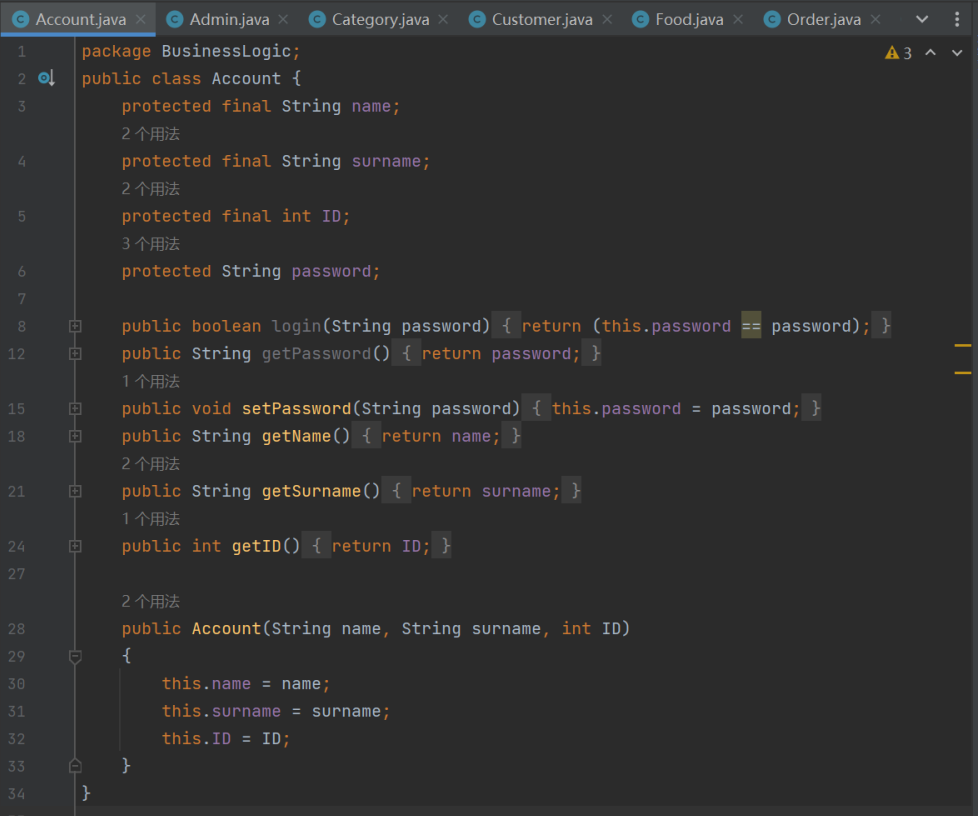 Account.java Admin.java Category.java Customer.java Food.java Order.java
1 package BusinessLogic; 3
2 public class Account {
3 protected final String name;
2 个用法
4 protected final String surname;
2 个用法
5 protected final int ID;
3 个用法
6 protected String password;
7
8 public boolean login(String password) { return (this.password == password); }
12 public String getPassword() { return password; }
1 个用法
15 public void setPassword(String password) { this.password = password; }
18 public String getName() { return name; }
2 个用法
21 public String getSurname() { return surname; }
1 个用法
24 public int getID() { return ID; }
27
2 个用法
28 public Account(String name, String surname, int ID)
29 {
30 this.name = name;
31 this.surname = surname;
32 this.ID = ID;
33 }
34 }